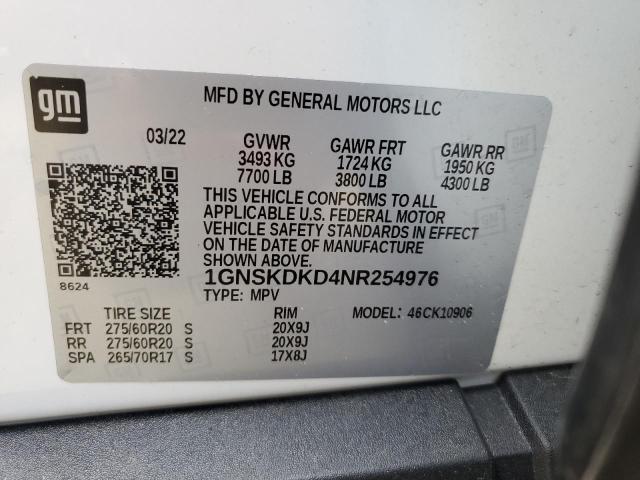 gm
MFD BY GENERAL MOTORS LLC
03/22 GVWR GAWR FRT GAWR RR
3493 KG 1724 KG 1950 KG
7700 LB 3800 LB 4300 LB
THIS VEHICLE CONFORMS TO ALL
APPLICABLE U.S. FEDERAL MOTOR
VEHICLE SAFETY STANDARDS IN EFFECT
ON THE DATE OF MANUFACTURE
SHOWN ABOVE.
8624
1GNSKDKD4NR254976
TYPE: MPV
TIRE SIZE RIM MODEL: 46CK10906
FRT 275/60R20 S 20X9J
RR 275/60R20 S 20X9J
SPA 265/70R17 S 17X8J